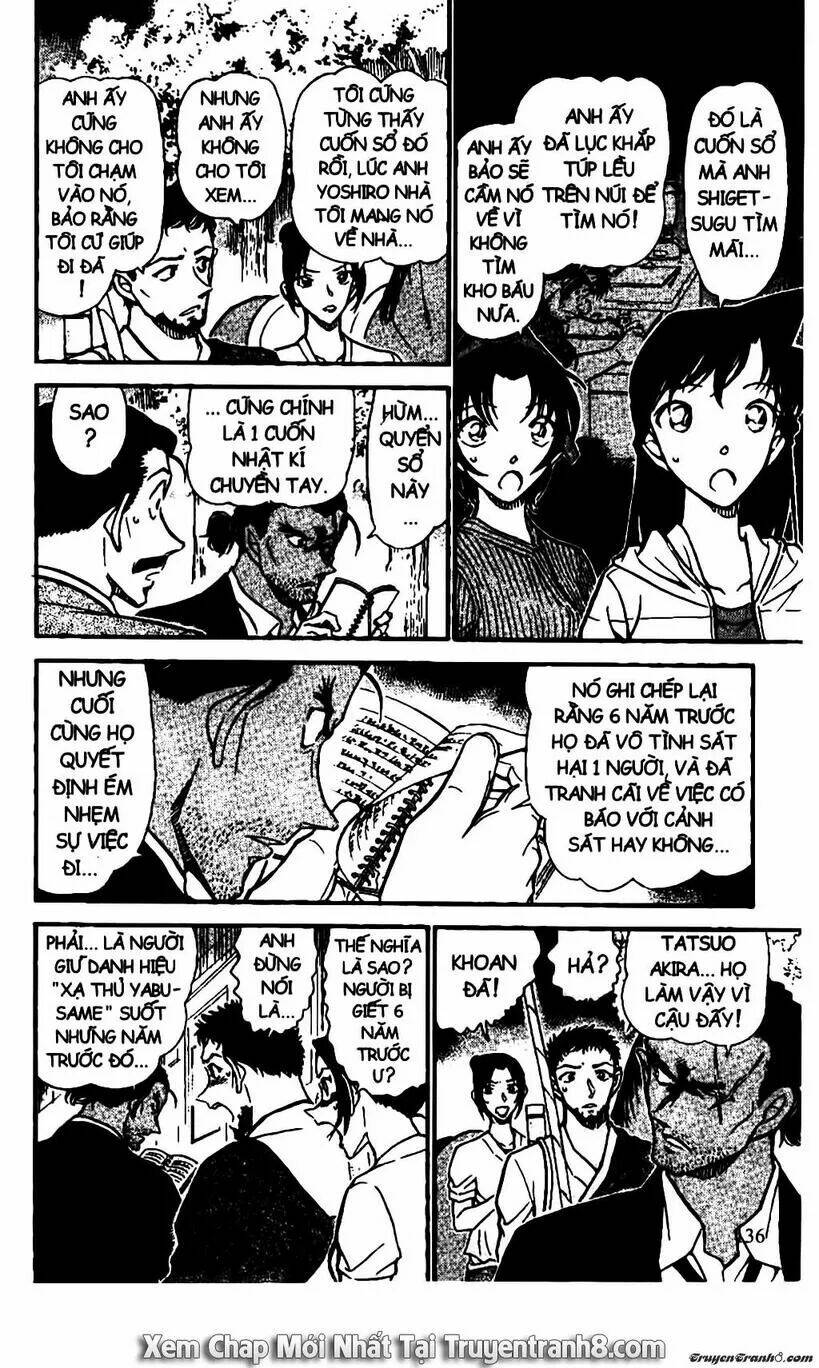 ĐÓ LÀ
CUỐN SỔ
MÀ ANH
SHIGET-
SUGU TÌM
MÃI...
ANH ẤY
ĐÃ LỤC KHẮP
TÚP LỀU
TRÊN NÚI ĐỂ
TÌM NÓ!
ANH ẤY
BẢO SẼ
CẦM NÓ
VỀ VÌ
KHÔNG
TÌM
KHO BÁU
NỮA.
TÔI CŨNG
TỪNG THẤY
CUỐN SỔ ĐÓ
RỒI, LÚC ANH
YOSHIRO NHÀ
TÔI MANG NÓ
VỀ NHÀ...
NHƯNG
ANH ẤY
KHÔNG
CHO TÔI
XEM...
ANH ẤY
CŨNG
KHÔNG CHO
TÔI CHẠM
VÀO NÓ,
BẢO RẰNG
TÔI CỨ GIÚP
ĐI ĐÃ
!
HỪM...
QUYỂN
SỔ
NÀY
...
... CŨNG CHÍNH
LÀ 1 CUỐN
NHẬT KÍ
CHUYỀN TAY.
SAO
?
NÓ GHI CHÉP LẠI
RẰNG 6 NĂM TRƯỚC
HỌ ĐÃ VÔ TÌNH SÁT
HẠI 1 NGƯỜI, VÀ ĐÃ
TRANH CÃI VỀ VIỆC CÓ
BÁO VỚI CẢNH
SÁT HAY KHÔNG...
NHƯNG
CUỐI
CÙNG HỌ
QUYẾT
ĐỊNH ÉM
NHẸM
SỰ VIỆC
ĐI...
TATSUO
AKIRA... HỌ
LÀM VẬY VÌ
CẬU ĐẤY!
HẢ?
KHOAN
ĐÃ!
THẾ NGHĨA
LÀ SAO?
NGƯỜI BỊ
GIẾT 6
NĂM
TRƯỚC
Ư?
ANH
ĐỪNG
NÓI
LÀ...
PHẢI... LÀ NGƯỜI
GIỮ DANH HIỆU
"XẠ THỦ YABU-
SAME" SUỐT
NHỮNG NĂM
TRƯỚC ĐÓ...
36
Xem Chap Mới Nhất Tại Truyentranh8.com
TruyenTranh8.com